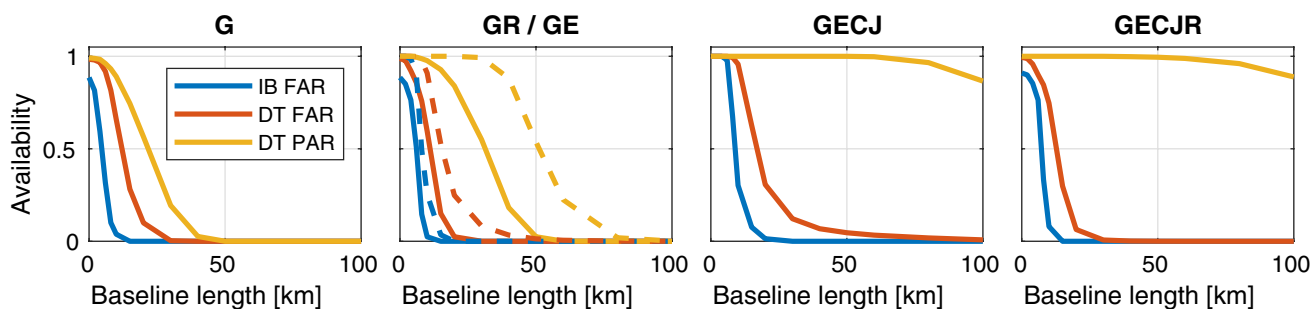 G
GR / GE
GECJ
GECJR
Availability
1
0.5
0
IB FAR
DT FAR
DT PAR
0 50 100
0 50 100
0 50 100
0 50 100
Baseline length [km]
Baseline length [km]
Baseline length [km]
Baseline length [km]